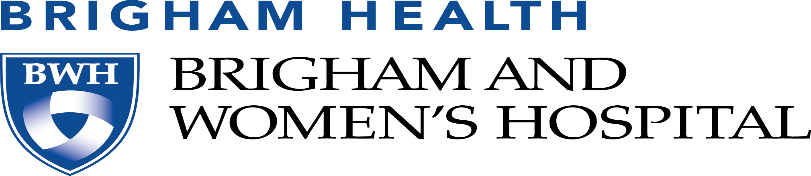 BRIGHAM HEALTH
BWH
BRIGHAM AND
WOMEN'S HOSPITAL